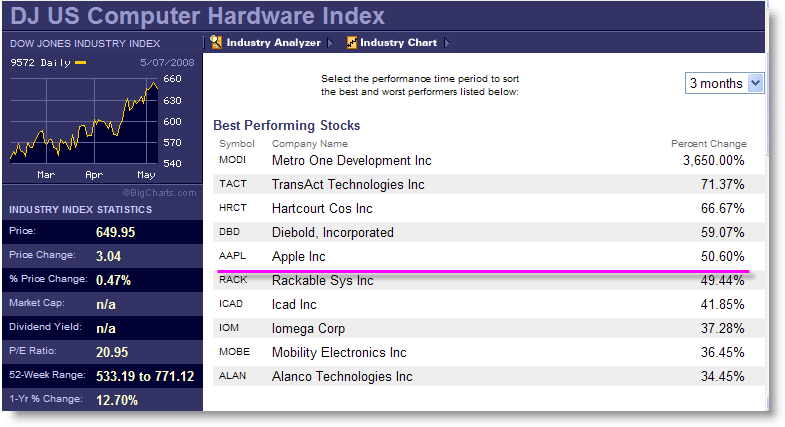 DJ US Computer Hardware Index
DOW JONES INDUSTRY INDEX
9572 Daily 5/07/2008
660
630
600
570
540
Mar Apr May
©BigCharts.com
INDUSTRY INDEX STATISTICS
Price: 649.95
Price Change: 3.04
% Price Change: 0.47%
Market Cap: n/a
Dividend Yield: n/a
P/E Ratio: 20.95
52-Week Range: 533.19 to 771.12
1-Yr % Change: 12.70%
Industry Analyzer Industry Chart
Select the performance time period to sort
the best and worst performers listed below:
3 months
Best Performing Stocks
Symbol Company Name Percent Change
MODI Metro One Development Inc 3,650.00%
TACT TransAct Technologies Inc 71.37%
HRCT Hartcourt Cos Inc 66.67%
DBD Diebold, Incorporated 59.07%
AAPL Apple Inc 50.60%
RACK Rackable Sys Inc 49.44%
ICAD Icad Inc 41.85%
IOM Iomega Corp 37.28%
MOBE Mobility Electronics Inc 36.45%
ALAN Alanco Technologies Inc 34.45%